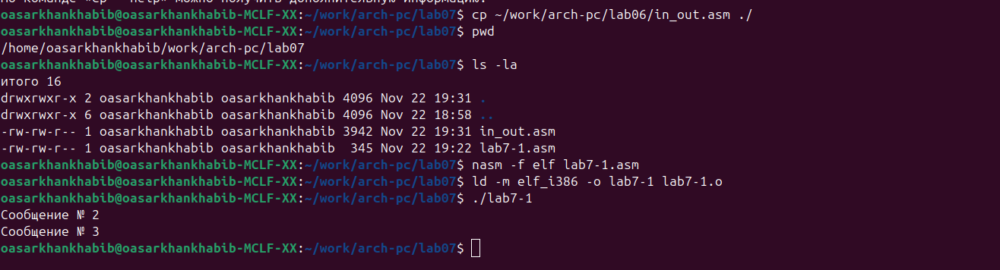 По команде «cp --help» можно получить дополнительную информацию.
oasarkhankhabib@oasarkhankhabib-MCLF-XX:~/work/arch-pc/lab07$ cp ~/work/arch-pc/lab06/in_out.asm ./
oasarkhankhabib@oasarkhankhabib-MCLF-XX:~/work/arch-pc/lab07$ pwd
/home/oasarkhankhabib/work/arch-pc/lab07
oasarkhankhabib@oasarkhankhabib-MCLF-XX:~/work/arch-pc/lab07$ ls -la
итого 16
drwxrwxr-x 2 oasarkhankhabib oasarkhankhabib 4096 Nov 22 19:31 .
drwxrwxr-x 6 oasarkhankhabib oasarkhankhabib 4096 Nov 22 18:58 ..
-rw-rw-r-- 1 oasarkhankhabib oasarkhankhabib 3942 Nov 22 19:31 in_out.asm
-rw-rw-r-- 1 oasarkhankhabib oasarkhankhabib  345 Nov 22 19:22 lab7-1.asm
oasarkhankhabib@oasarkhankhabib-MCLF-XX:~/work/arch-pc/lab07$ nasm -f elf lab7-1.asm
oasarkhankhabib@oasarkhankhabib-MCLF-XX:~/work/arch-pc/lab07$ ld -m elf_i386 -o lab7-1 lab7-1.o
oasarkhankhabib@oasarkhankhabib-MCLF-XX:~/work/arch-pc/lab07$ ./lab7-1
Сообщение № 2
Сообщение № 3
oasarkhankhabib@oasarkhankhabib-MCLF-XX:~/work/arch-pc/lab07$